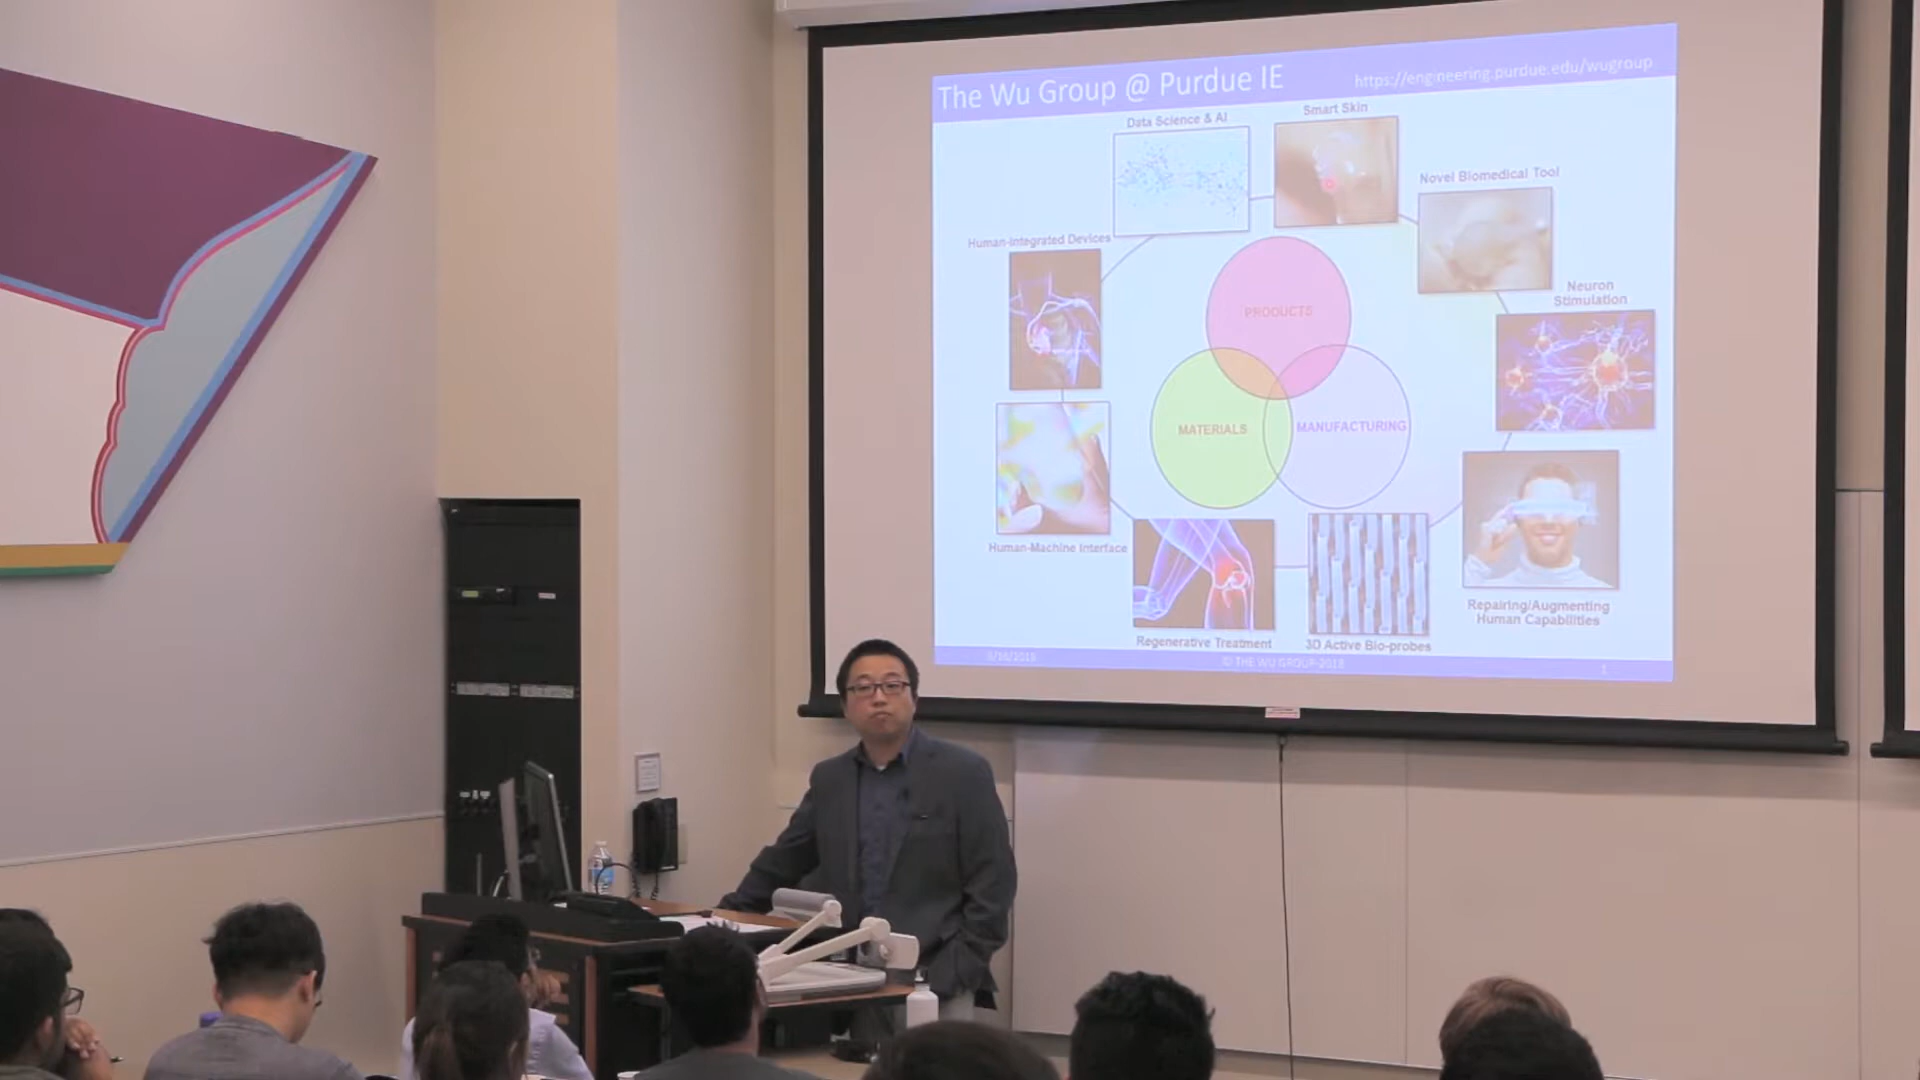 The Wu Group @ Purdue IE
https://engineering.purdue.edu/wugroup
Data Science & AI
Smart Skin
Novel Biomedical Tool
Human-Integrated Devices
Neuron
Stimulation
PRODUCTS
MATERIALS
MANUFACTURING
Human-Machine Interface
Repairing/Augmenting
Human Capabilities
Regenerative Treatment
3D Active Bio-probes
© THE WU GROUP-2018
1